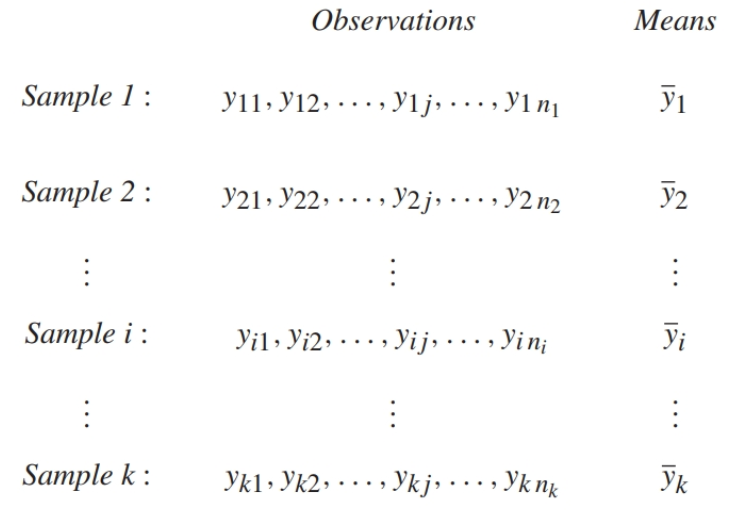 Observations Means
Sample 1 : y₁₁, y₁₂, . . . , y₁ⱼ, . . . , y₁ₙ₁ ȳ₁
Sample 2 : y₂₁, y₂₂, . . . , y₂ⱼ, . . . , y₂ₙ₂ ȳ₂
⋮ ⋮ ⋮
Sample i : yᵢ₁, yᵢ₂, . . . , yᵢⱼ, . . . , yᵢₙᵢ ȳᵢ
⋮ ⋮ ⋮
Sample k : yₖ₁, yₖ₂, . . . , yₖⱼ, . . . , yₖₙₖ ȳₖ